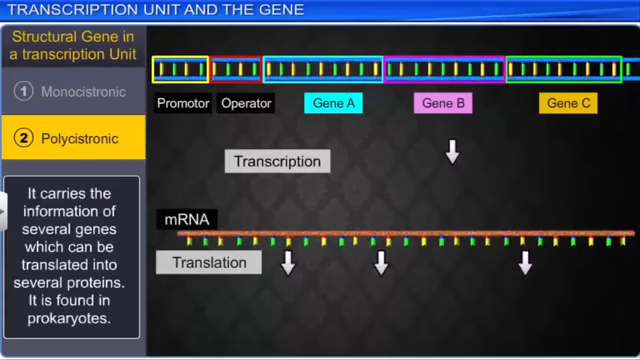 TRANSCRIPTION UNIT AND THE GENE
Structural Gene in
a transcription Unit
1 Monocistronic
2 Polycistronic
It carries the
information of
several genes
which can be
translated into
several proteins.
It is found in
prokaryotes.
Promotor Operator Gene A Gene B Gene C
Transcription
mRNA
Translation